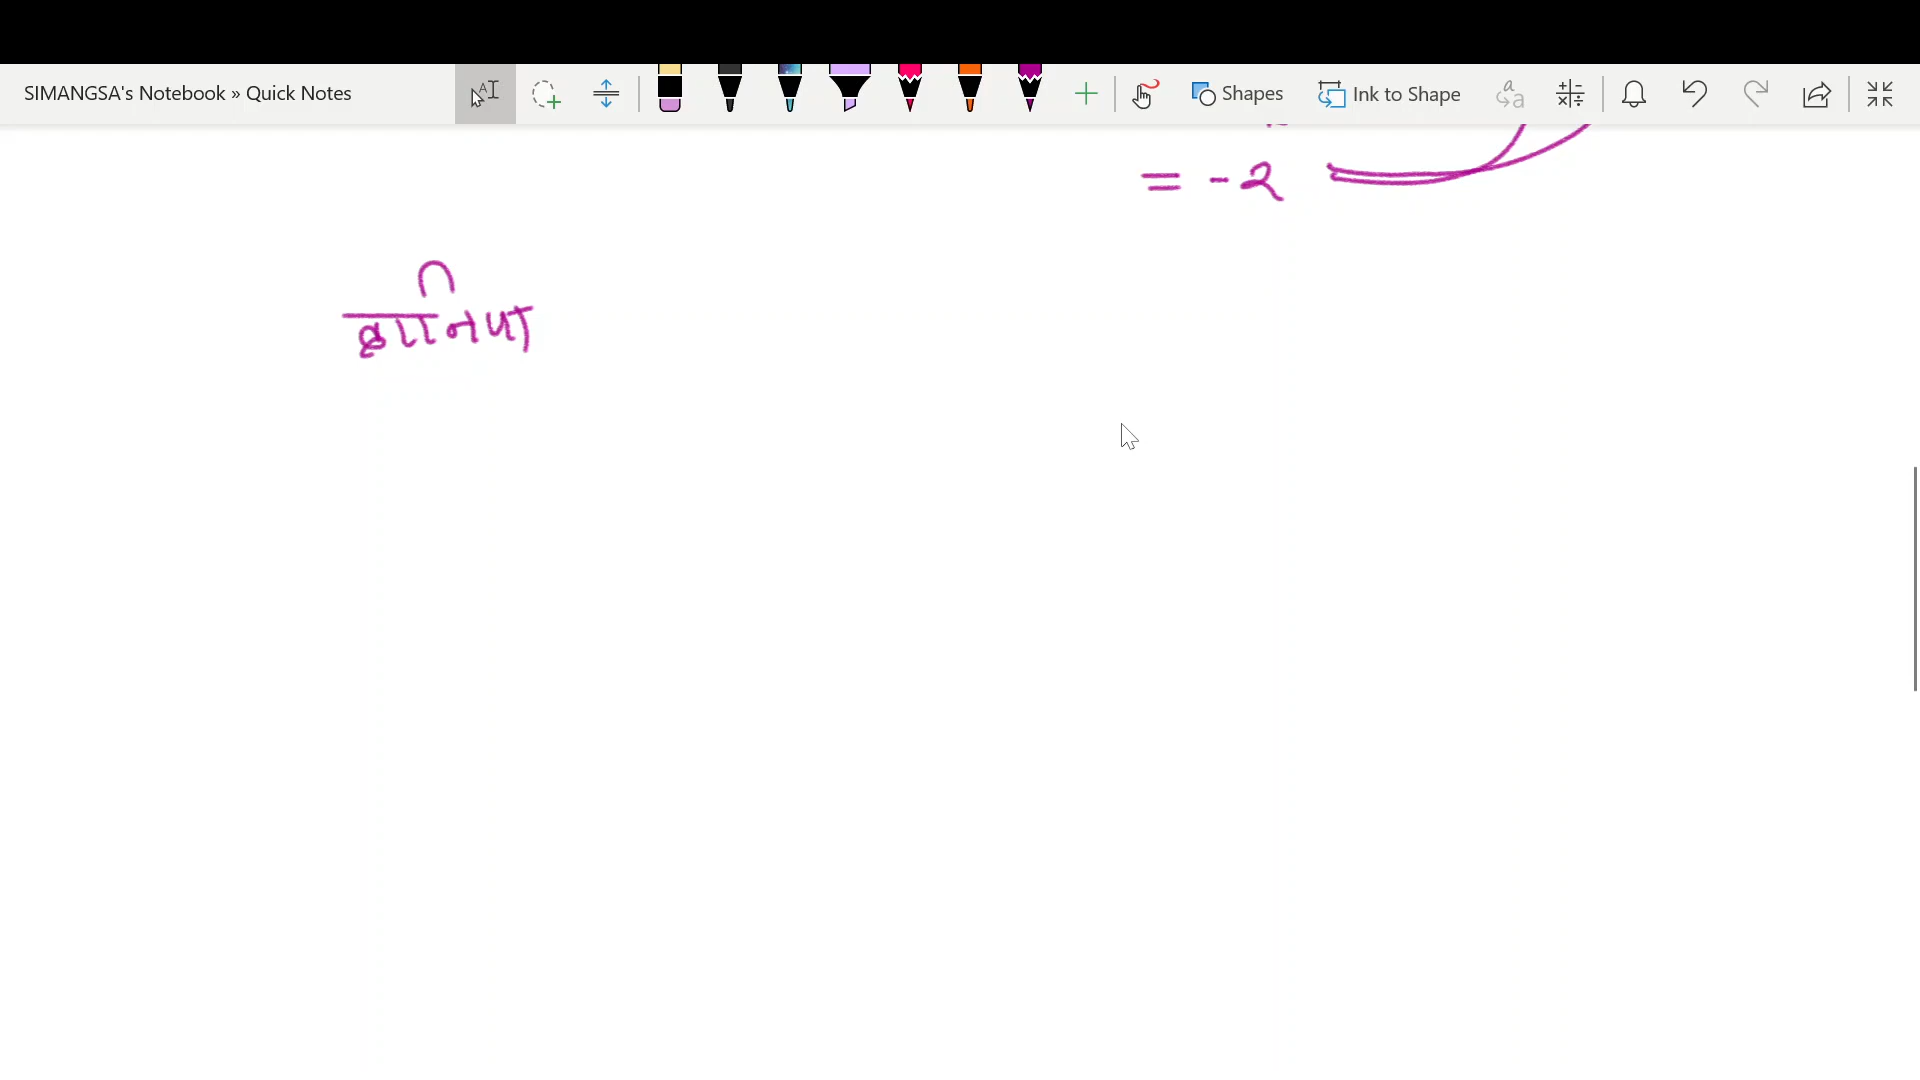 SIMANGSA's Notebook » Quick Notes
Shapes
Ink to Shape
= -2